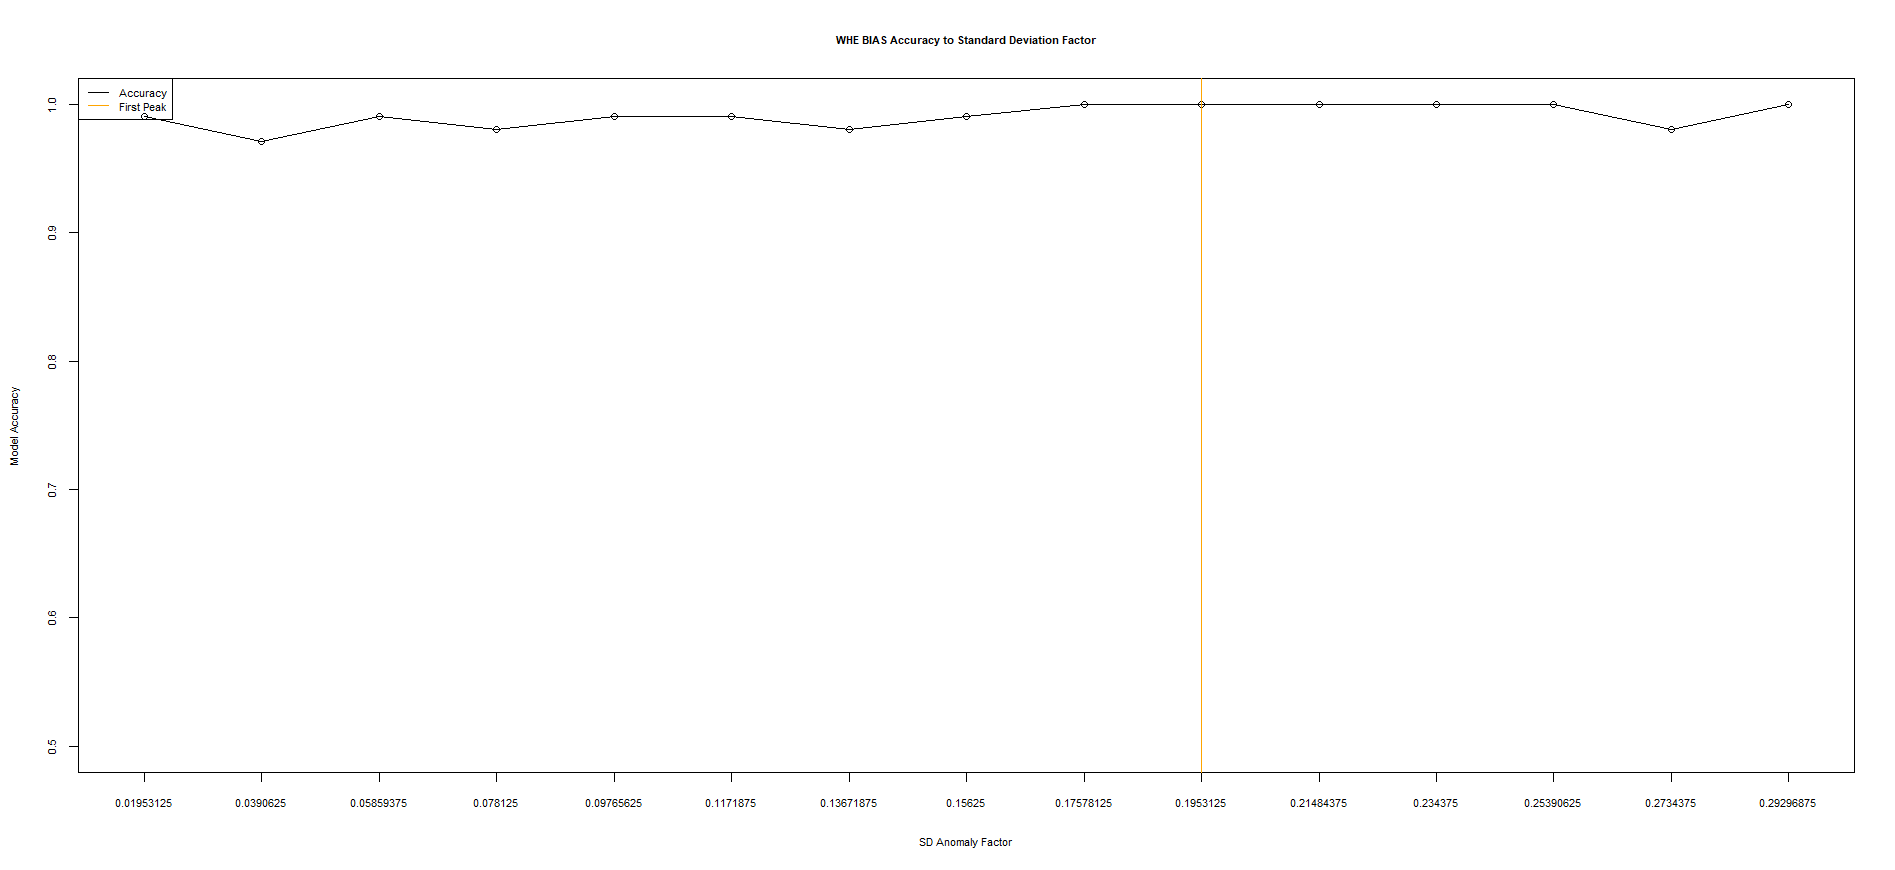 WHE BIAS Accuracy to Standard Deviation Factor
Accuracy
First Peak
1.0
0.9
0.8
0.7
0.6
0.5
Model Accuracy
0.01953125 0.0390625 0.05859375 0.078125 0.09765625 0.1171875 0.13671875 0.15625 0.17578125 0.1953125 0.21484375 0.234375 0.25390625 0.2734375 0.29296875
SD Anomaly Factor